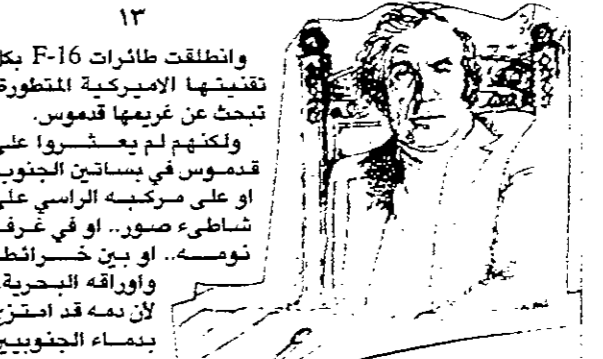 ١٣
وانطلقت طائرات F-16 بكل
تقنيتها الاميركية المتطورة
تبحث عن غريمها قدموس.
ولكنهم لم يعثروا على
قدموس في بساتين الجنوب
او على مركبه الراسي على
شاطىء صور.. او في غرف
نومه.. او بين خرائطه
وأوراقه البحرية.
لأن دمه قد امتزج
بدماء الجنوبيين